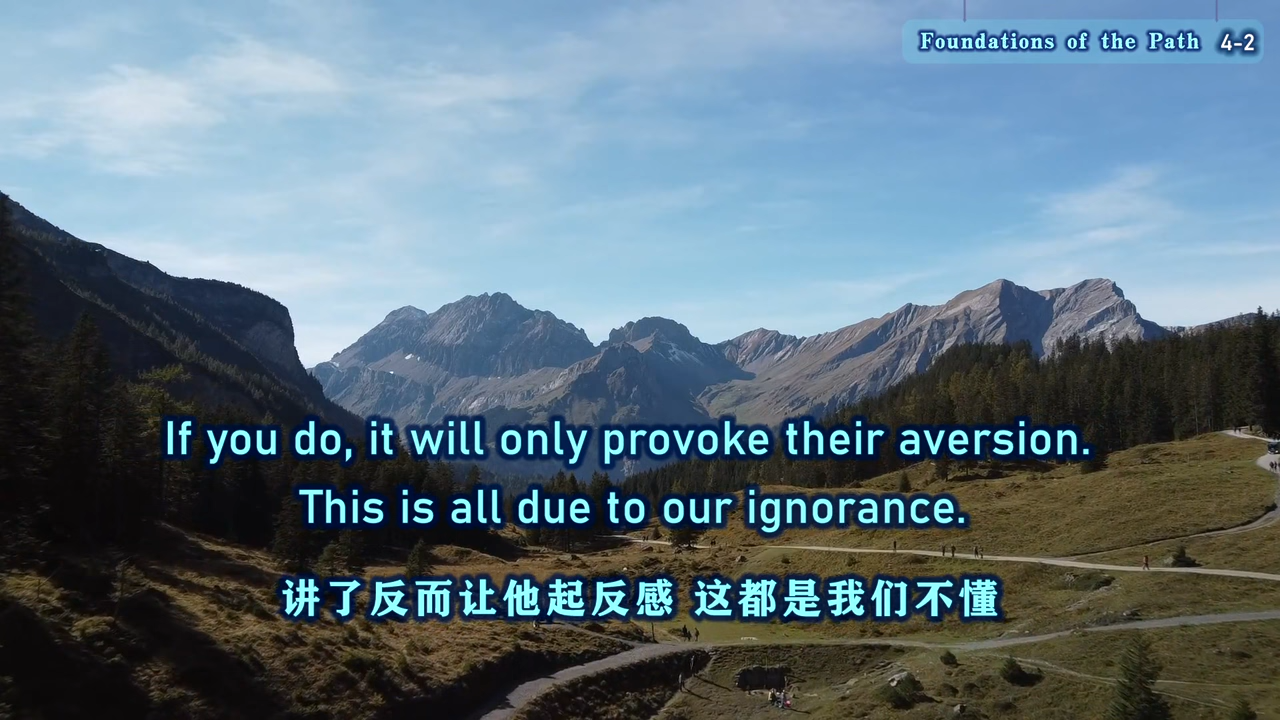 Foundations of the Path 4-2
If you do, it will only provoke their aversion.
This is all due to our ignorance.
讲了反而让他起反感 这都是我们不懂